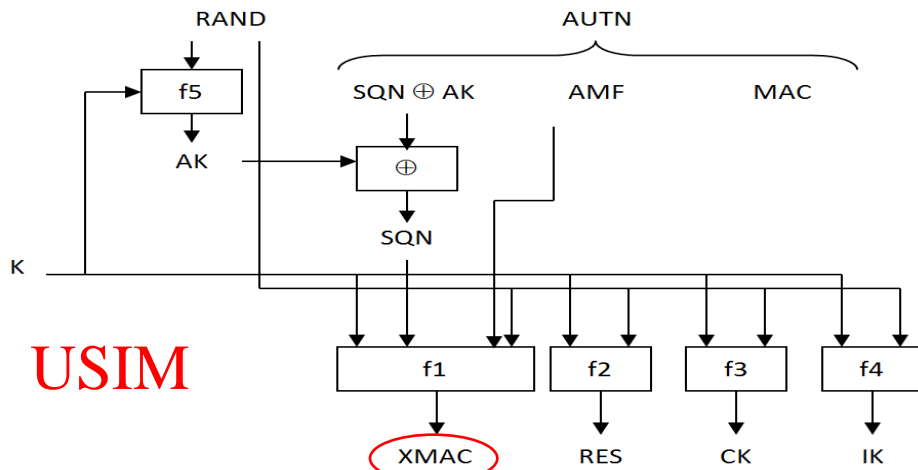 RAND AUTN
f5 SQN ⊕ AK AMF MAC
AK ⊕
SQN
K
USIM
f1 f2 f3 f4
XMAC RES CK IK